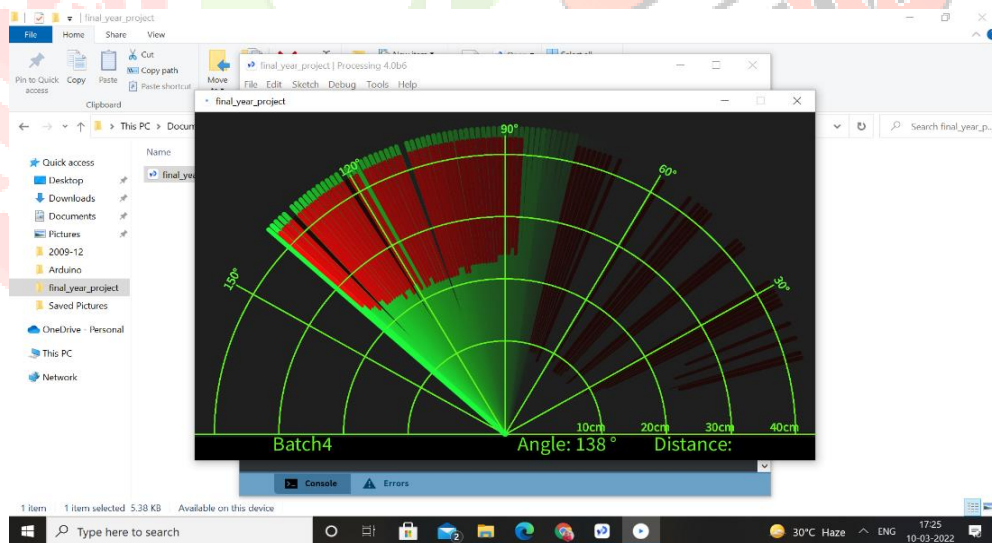 final_year_project
File Home Share View
Pin to Quick access
Copy
Paste
Cut
Copy path
Paste shortcut
Move
Clipboard
final_year_project | Processing 4.0b6
File Edit Sketch Debug Tools Help
final_year_project
This PC
Search final_year_p...
Name
Quick access
Desktop
Downloads
Documents
Pictures
2009-12
Arduino
final_year_project
Saved Pictures
OneDrive - Personal
This PC
Network
90°
120°
60°
150°
30°
10cm 20cm 30cm 40cm
Batch4 Angle: 138 ° Distance:
Console Errors
1 item 1 item selected 5.38 KB Available on this device
Type here to search
30°C Haze ENG
17:25
10-03-2022